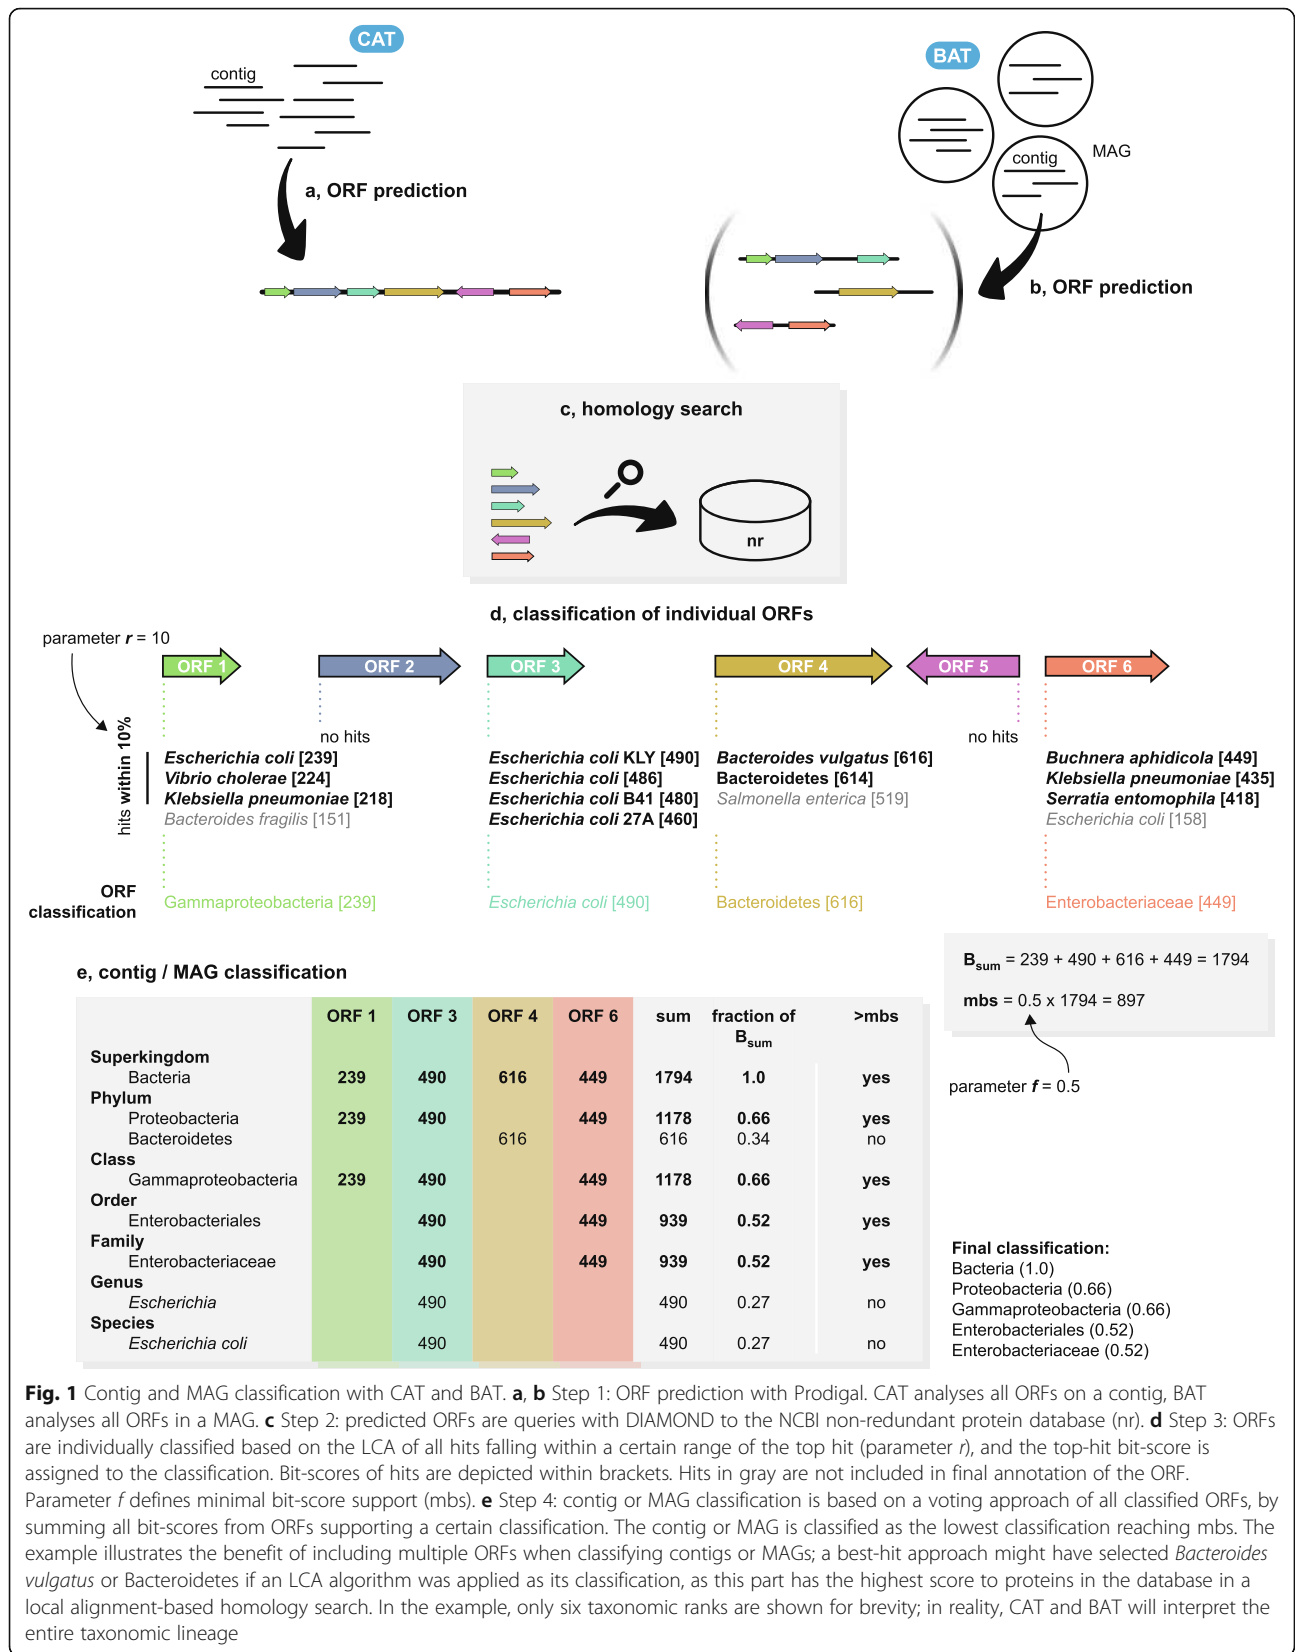 CAT
contig
a, ORF prediction
BAT
contig
MAG
b, ORF prediction
c, homology search
nr
d, classification of individual ORFs
parameter r = 10
ORF 1
ORF 2
ORF 3
ORF 4
ORF 5
ORF 6
hits within 10%
no hits
no hits
Escherichia coli [239]
Vibrio cholerae [224]
Klebsiella pneumoniae [218]
Bacteroides fragilis [151]
Escherichia coli KLY [490]
Escherichia coli [486]
Escherichia coli B41 [480]
Escherichia coli 27A [460]
Bacteroides vulgatus [616]
Bacteroidetes [614]
Salmonella enterica [519]
Buchnera aphidicola [449]
Klebsiella pneumoniae [435]
Serratia entomophila [418]
Escherichia coli [158]
ORF
classification
Gammaproteobacteria [239]
Escherichia coli [490]
Bacteroidetes [616]
Enterobacteriaceae [449]
Bsum = 239 + 490 + 616 + 449 = 1794
mbs = 0.5 x 1794 = 897
parameter f = 0.5
e, contig / MAG classification
ORF 1 ORF 3 ORF 4 ORF 6 sum fraction of >mbs
Bsum
Superkingdom
Bacteria 239 490 616 449 1794 1.0 yes
Phylum
Proteobacteria 239 490 449 1178 0.66 yes
Bacteroidetes 616 616 0.34 no
Class
Gammaproteobacteria 239 490 449 1178 0.66 yes
Order
Enterobacteriales 490 449 939 0.52 yes
Family
Enterobacteriaceae 490 449 939 0.52 yes
Genus
Escherichia 490 490 0.27 no
Species
Escherichia coli 490 490 0.27 no
Final classification:
Bacteria (1.0)
Proteobacteria (0.66)
Gammaproteobacteria (0.66)
Enterobacteriales (0.52)
Enterobacteriaceae (0.52)
Fig. 1 Contig and MAG classification with CAT and BAT. a, b Step 1: ORF prediction with Prodigal. CAT analyses all ORFs on a contig, BAT
analyses all ORFs in a MAG. c Step 2: predicted ORFs are queries with DIAMOND to the NCBI non-redundant protein database (nr). d Step 3: ORFs
are individually classified based on the LCA of all hits falling within a certain range of the top hit (parameter r), and the top-hit bit-score is
assigned to the classification. Bit-scores of hits are depicted within brackets. Hits in gray are not included in final annotation of the ORF.
Parameter f defines minimal bit-score support (mbs). e Step 4: contig or MAG classification is based on a voting approach of all classified ORFs, by
summing all bit-scores from ORFs supporting a certain classification. The contig or MAG is classified as the lowest classification reaching mbs. The
example illustrates the benefit of including multiple ORFs when classifying contigs or MAGs; a best-hit approach might have selected Bacteroides
vulgatus or Bacteroidetes if an LCA algorithm was applied as its classification, as this part has the highest score to proteins in the database in a
local alignment-based homology search. In the example, only six taxonomic ranks are shown for brevity; in reality, CAT and BAT will interpret the
entire taxonomic lineage